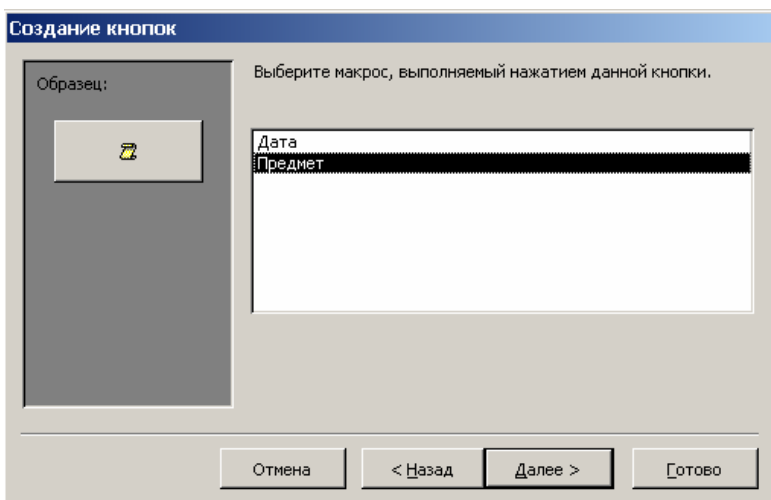 Создание кнопок
Образец:
Выберите макрос, выполняемый нажатием данной кнопки.
Дата
Предмет
Отмена
< Назад
Далее >
Готово